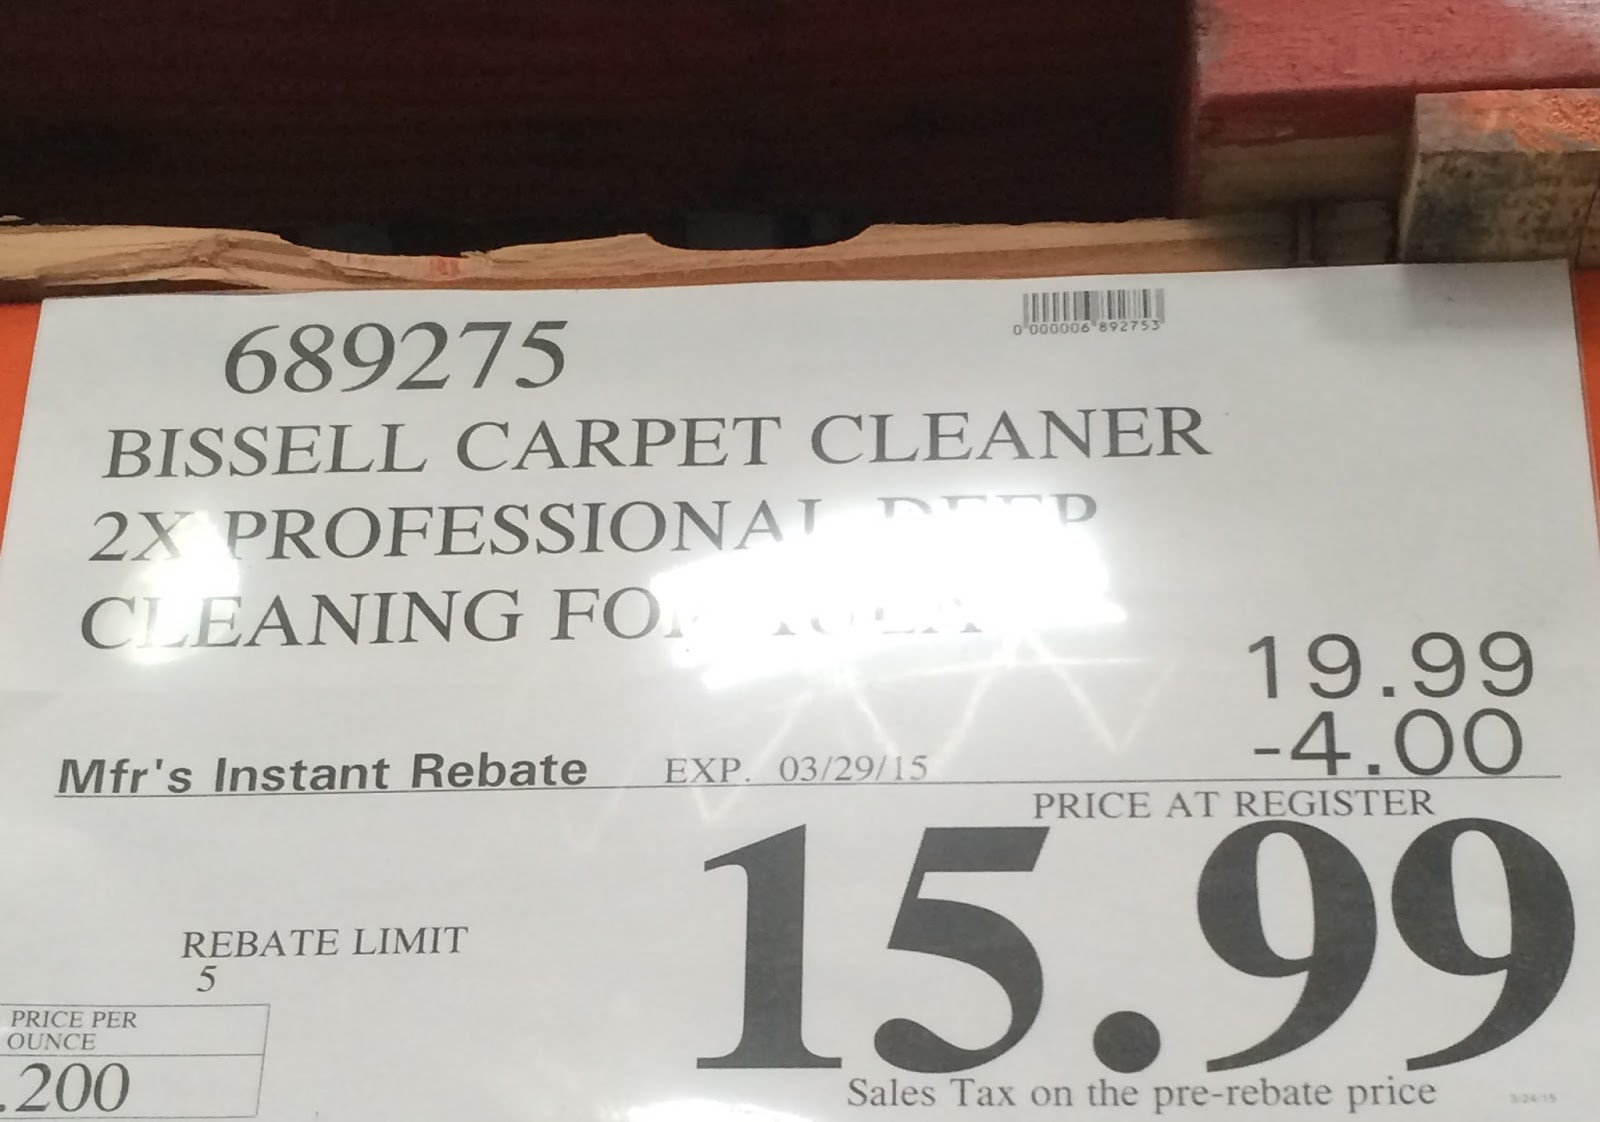 689275
0 000006 892753
BISSELL CARPET CLEANER
2X PROFESSIONAL DEEP
CLEANING FORMULA
19.99
-4.00
Mfr's Instant Rebate EXP. 03/29/15
PRICE AT REGISTER
15.99
REBATE LIMIT
5
PRICE PER
OUNCE
.200
Sales Tax on the pre-rebate price